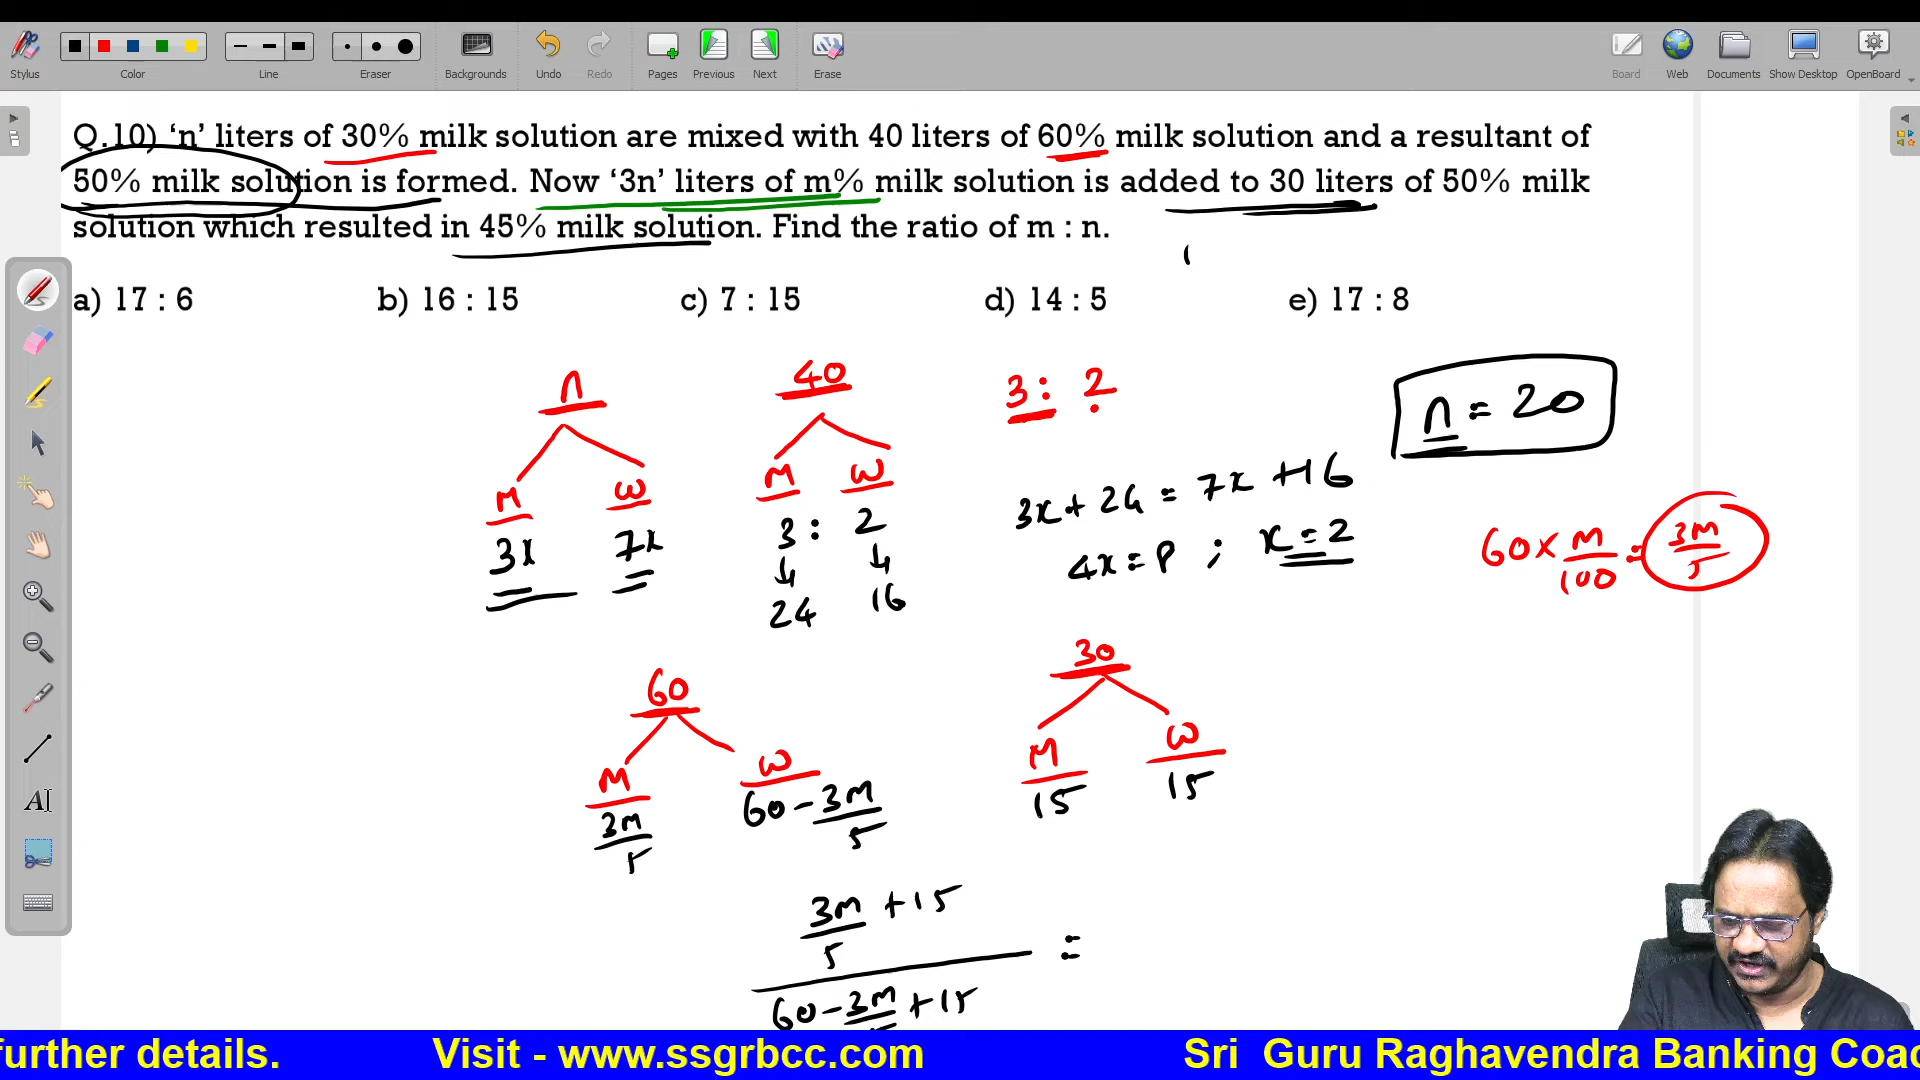 Stylus
Color
Line
Eraser
Backgrounds
Undo
Redo
Pages
Previous
Next
Erase
Board
Web
Documents
Show Desktop
OpenBoard
Q.10) ‘n’ liters of 30% milk solution are mixed with 40 liters of 60% milk solution and a resultant of
50% milk solution is formed. Now ‘3n’ liters of m% milk solution is added to 30 liters of 50% milk
solution which resulted in 45% milk solution. Find the ratio of m : n.
a) 17 : 6 b) 16 : 15 c) 7 : 15 d) 14 : 5 e) 17 : 8
n
M W
3x 7x
40
M W
3 : 2
24 16
3 : 2
3x + 24 = 7x + 16
4x = 8 ; x = 2
n = 20
60 × M/100 = 3M/5
60
M W
3M/5 60 - 3M/5
30
M W
15 15
3M/5 + 15
60 - 3M + 15
=
further details. Visit - www.ssgrbcc.com Sri Guru Raghavendra Banking Coac